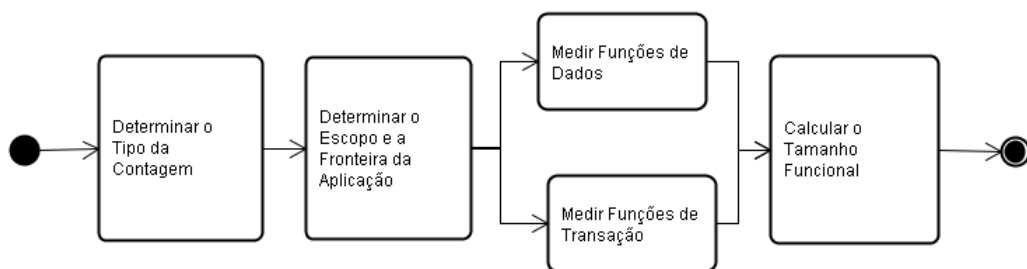 Determinar o
Tipo da
Contagem
Determinar o
Escopo e a
Fronteira da
Aplicação
Medir Funções de
Dados
Medir Funções de
Transação
Calcular o
Tamanho
Funcional